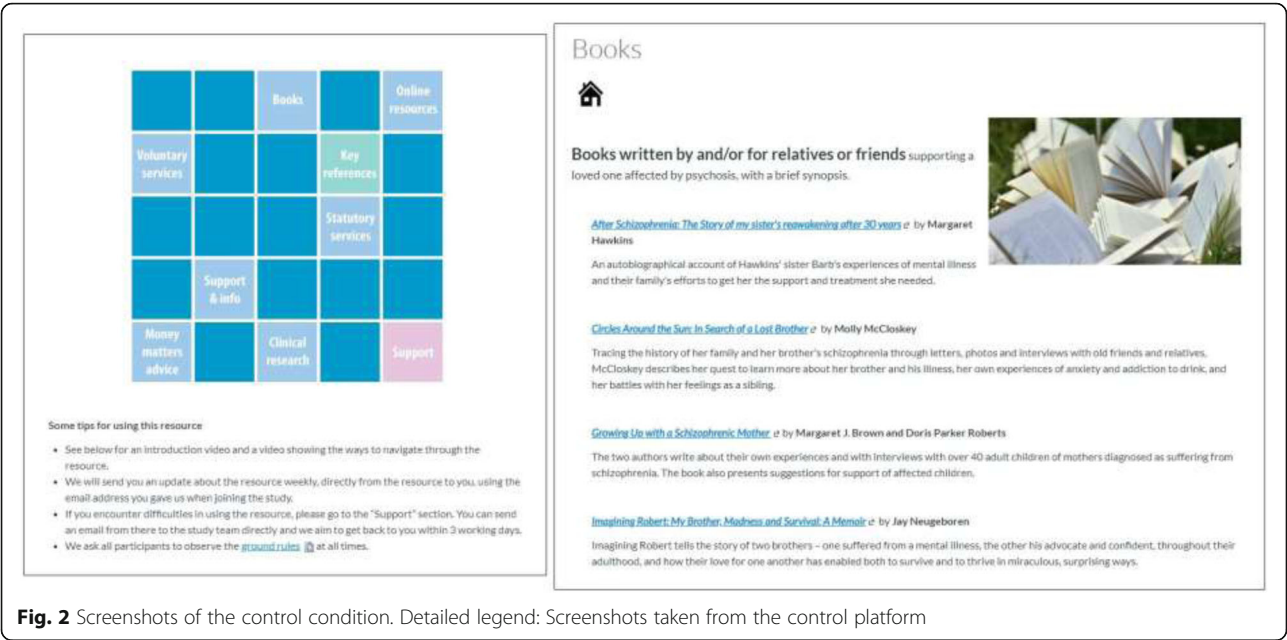 Books
Online
resources
Voluntary
services
Key
references
Statutory
services
Support
& info
Money
matters
advice
Clinical
research
Support
Some tips for using this resource
• See below for an introduction video and a video showing the ways to navigate through the
resource.
• We will send you an update about the resource weekly, directly from the resource to you, using the
email address you gave us when joining the study.
• If you encounter difficulties in using the resource, please go to the "Support" section. You can send
an email from there to the study team directly and we aim to get back to you within 3 working days.
• We ask all participants to observe the ground rules at all times.
Books
Books written by and/or for relatives or friends supporting a
loved one affected by psychosis, with a brief synopsis.
After Schizophrenia: The Story of my sister's reawakening after 30 years by Margaret
Hawkins
An autobiographical account of Hawkins' sister Barb's experiences of mental illness
and their family's efforts to get her the support and treatment she needed.
Circles Around the Sun: In Search of a Lost Brother by Molly McCloskey
Tracing the history of her family and her brother's schizophrenia through letters, photos and interviews with old friends and relatives,
McCloskey describes her quest to learn more about her brother and his illness, her own experiences of anxiety and addiction to drink, and
her battles with her feelings as a sibling.
Growing Up with a Schizophrenic Mother by Margaret J. Brown and Doris Parker Roberts
The two authors write about their own experiences and with interviews with over 40 adult children of mothers diagnosed as suffering from
schizophrenia. The book also presents suggestions for support of affected children.
Imagining Robert: My Brother, Madness and Survival: A Memoir by Jay Neugeboren
Imagining Robert tells the story of two brothers – one suffered from a mental illness, the other his advocate and confident, throughout their
adulthood, and how their love for one another has enabled both to survive and to thrive in miraculous, surprising ways.
Fig. 2 Screenshots of the control condition. Detailed legend: Screenshots taken from the control platform